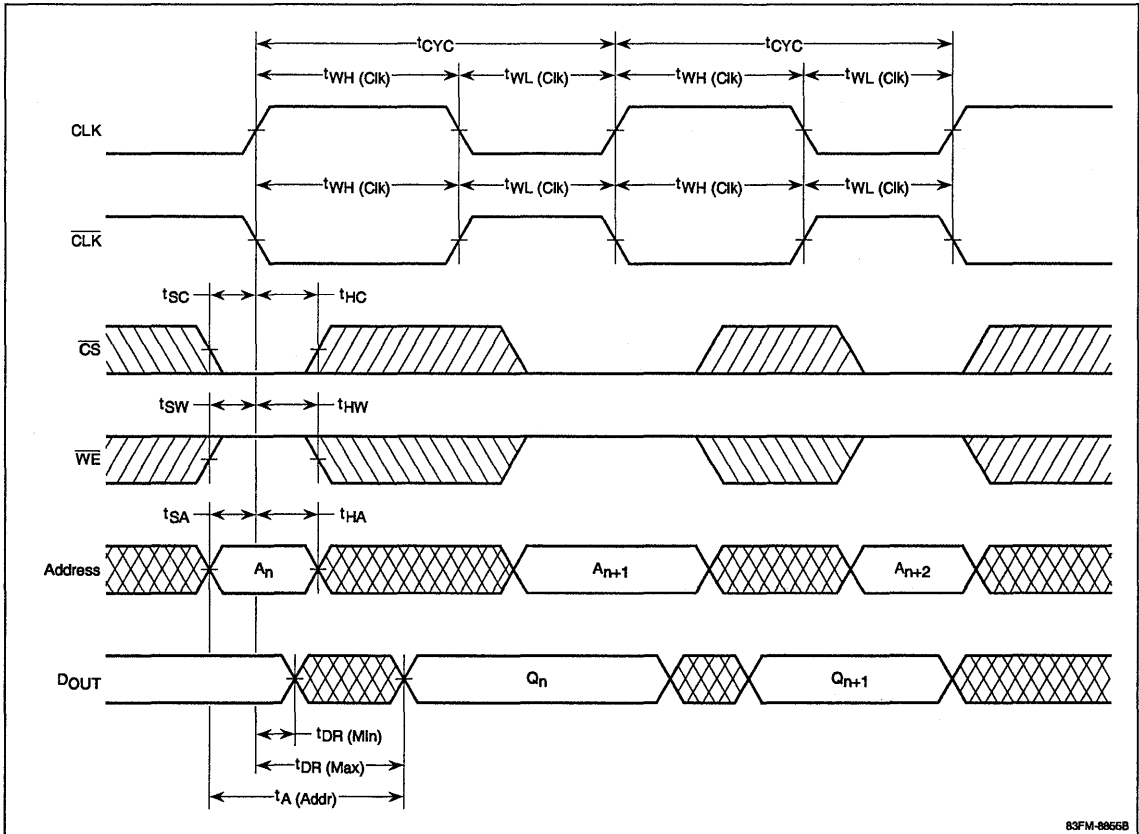 tCYC tCYC
tWH (Clk) tWL (Clk) tWH (Clk) tWL (Clk)
CLK
tWH (Clk) tWL (Clk) tWH (Clk) tWL (Clk)
CLK
tSC tHC
CS
tSW tHW
WE
tSA tHA
Address An An+1 An+2
DOUT Qn Qn+1
tDR (Min)
tDR (Max)
tA (Addr)
83FM-8855B